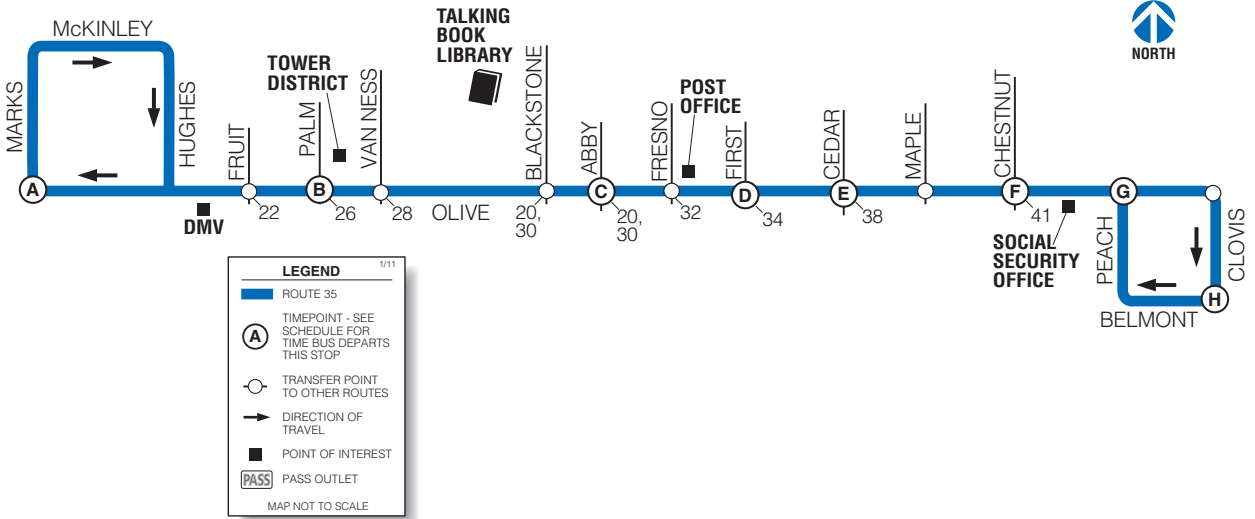 McKINLEY
MARKS
HUGHES
A
DMV
FRUIT
22
TOWER
DISTRICT
PALM
B
26
VAN NESS
28
OLIVE
TALKING
BOOK
LIBRARY
BLACKSTONE
20,
30
ABBY
C
20,
30
FRESNO
32
POST
OFFICE
FIRST
D
34
CEDAR
E
38
MAPLE
CHESTNUT
F
41
SOCIAL
SECURITY
OFFICE
G
PEACH
CLOVIS
H
BELMONT
NORTH
LEGEND
1/11
ROUTE 35
A
TIMEPOINT - SEE
SCHEDULE FOR
TIME BUS DEPARTS
THIS STOP
TRANSFER POINT
TO OTHER ROUTES
DIRECTION OF
TRAVEL
POINT OF INTEREST
PASS
PASS OUTLET
MAP NOT TO SCALE